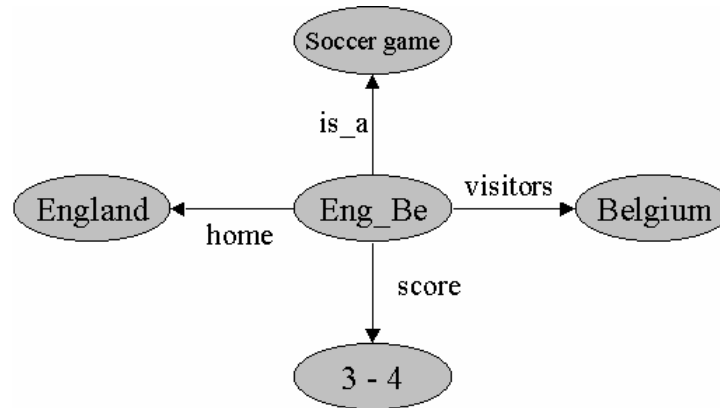 Soccer game
is_a
England
home
Eng_Be
visitors
Belgium
score
3 - 4